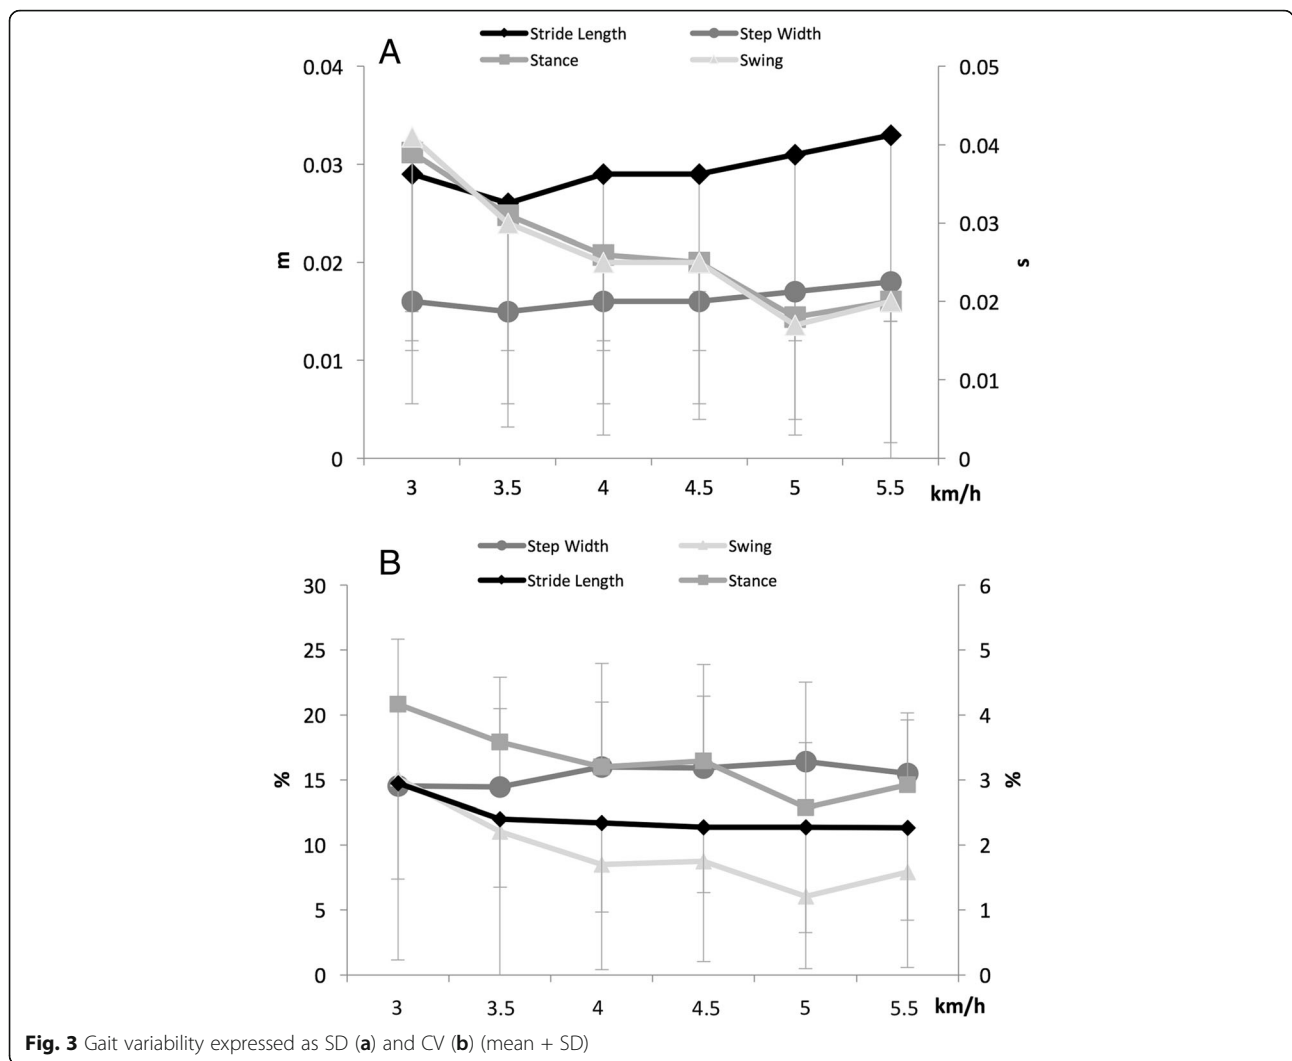 A
Stride Length Step Width
Stance Swing
0.04 0.05
0.04
0.03
0.03
m 0.02 s
0.02
0.01
0.01
0 0
3 3.5 4 4.5 5 5.5 km/h
B
Step Width Swing
Stride Length Stance
30 6
25 5
20 4
% 15 3 %
10 2
5 1
0 0
3 3.5 4 4.5 5 5.5 km/h
Fig. 3 Gait variability expressed as SD (a) and CV (b) (mean + SD)